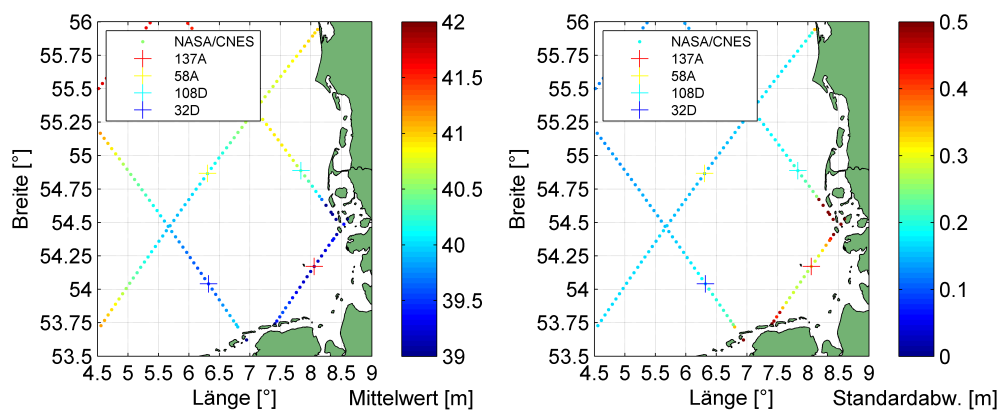 56
55.75
55.5
55.25
55
54.75
54.5
54.25
54
53.75
53.5
Breite [°]
4.5 5 5.5 6 6.5 7 7.5 8 8.5 9
Länge [°]
NASA/CNES
137A
58A
108D
32D
42
41.5
41
40.5
40
39.5
39
Mittelwert [m]
56
55.75
55.5
55.25
55
54.75
54.5
54.25
54
53.75
53.5
Breite [°]
4.5 5 5.5 6 6.5 7 7.5 8 8.5 9
Länge [°]
NASA/CNES
137A
58A
108D
32D
0.5
0.4
0.3
0.2
0.1
0
Standardabw. [m]